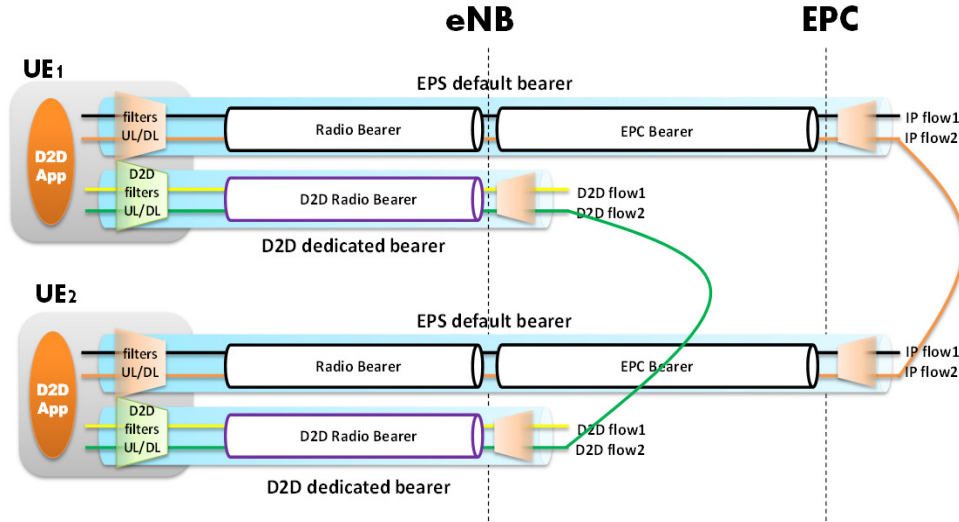 eNB
EPC
UE1
EPS default bearer
D2D
App
filters
UL/DL
Radio Bearer
EPC Bearer
IP flow1
IP flow2
D2D
filters
UL/DL
D2D Radio Bearer
D2D flow1
D2D flow2
D2D dedicated bearer
UE2
EPS default bearer
D2D
App
filters
UL/DL
Radio Bearer
EPC Bearer
IP flow1
IP flow2
D2D
filters
UL/DL
D2D Radio Bearer
D2D flow1
D2D flow2
D2D dedicated bearer